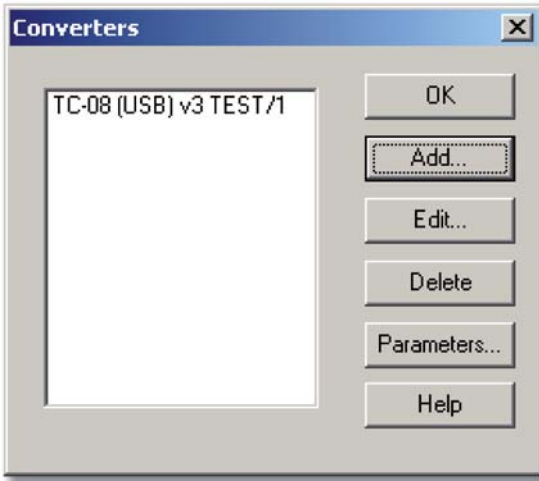 Converters
TC-08 (USB) v3 TEST/1
OK
Add...
Edit...
Delete
Parameters...
Help